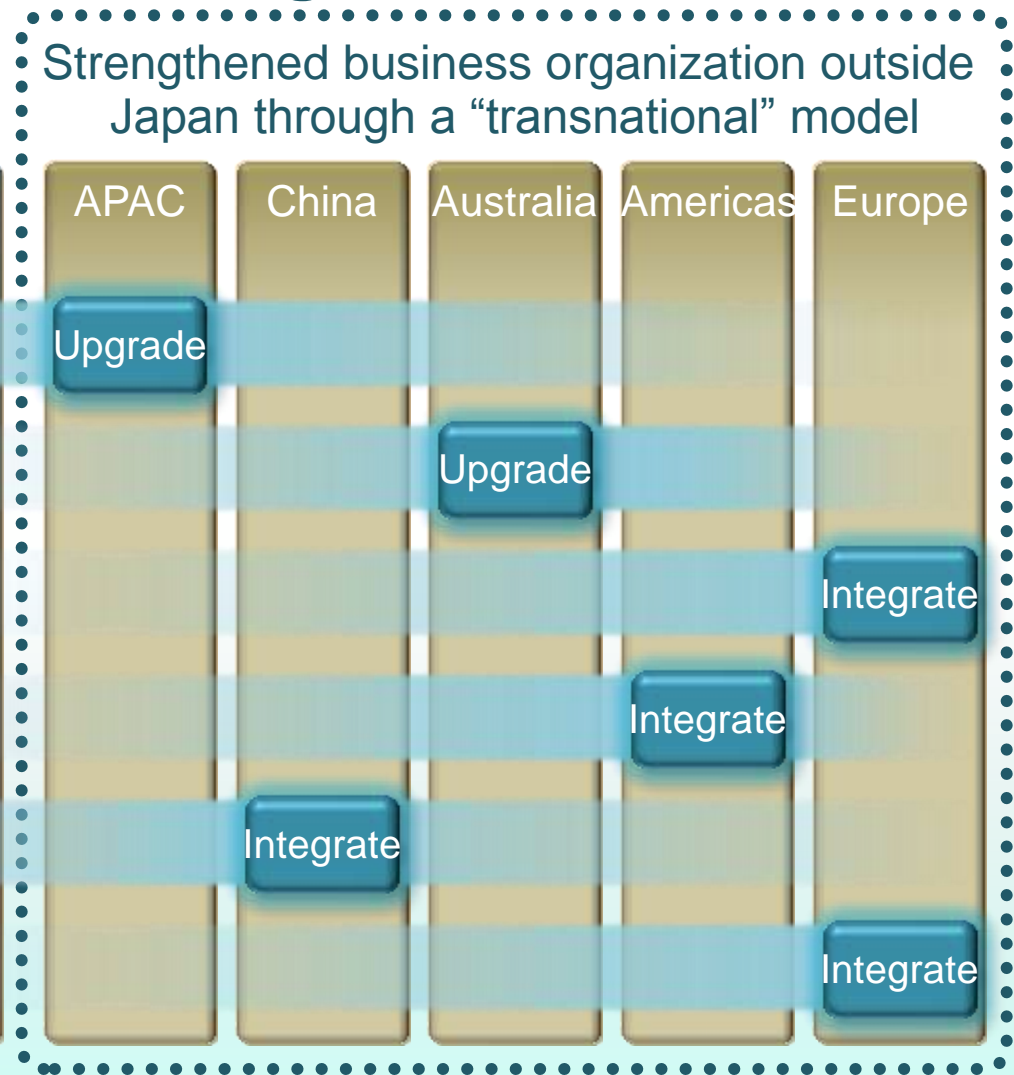 Strengthened business organization outside
Japan through a “transnational” model
APAC China Australia Americas Europe
Upgrade
Upgrade
Integrate
Integrate
Integrate
Integrate